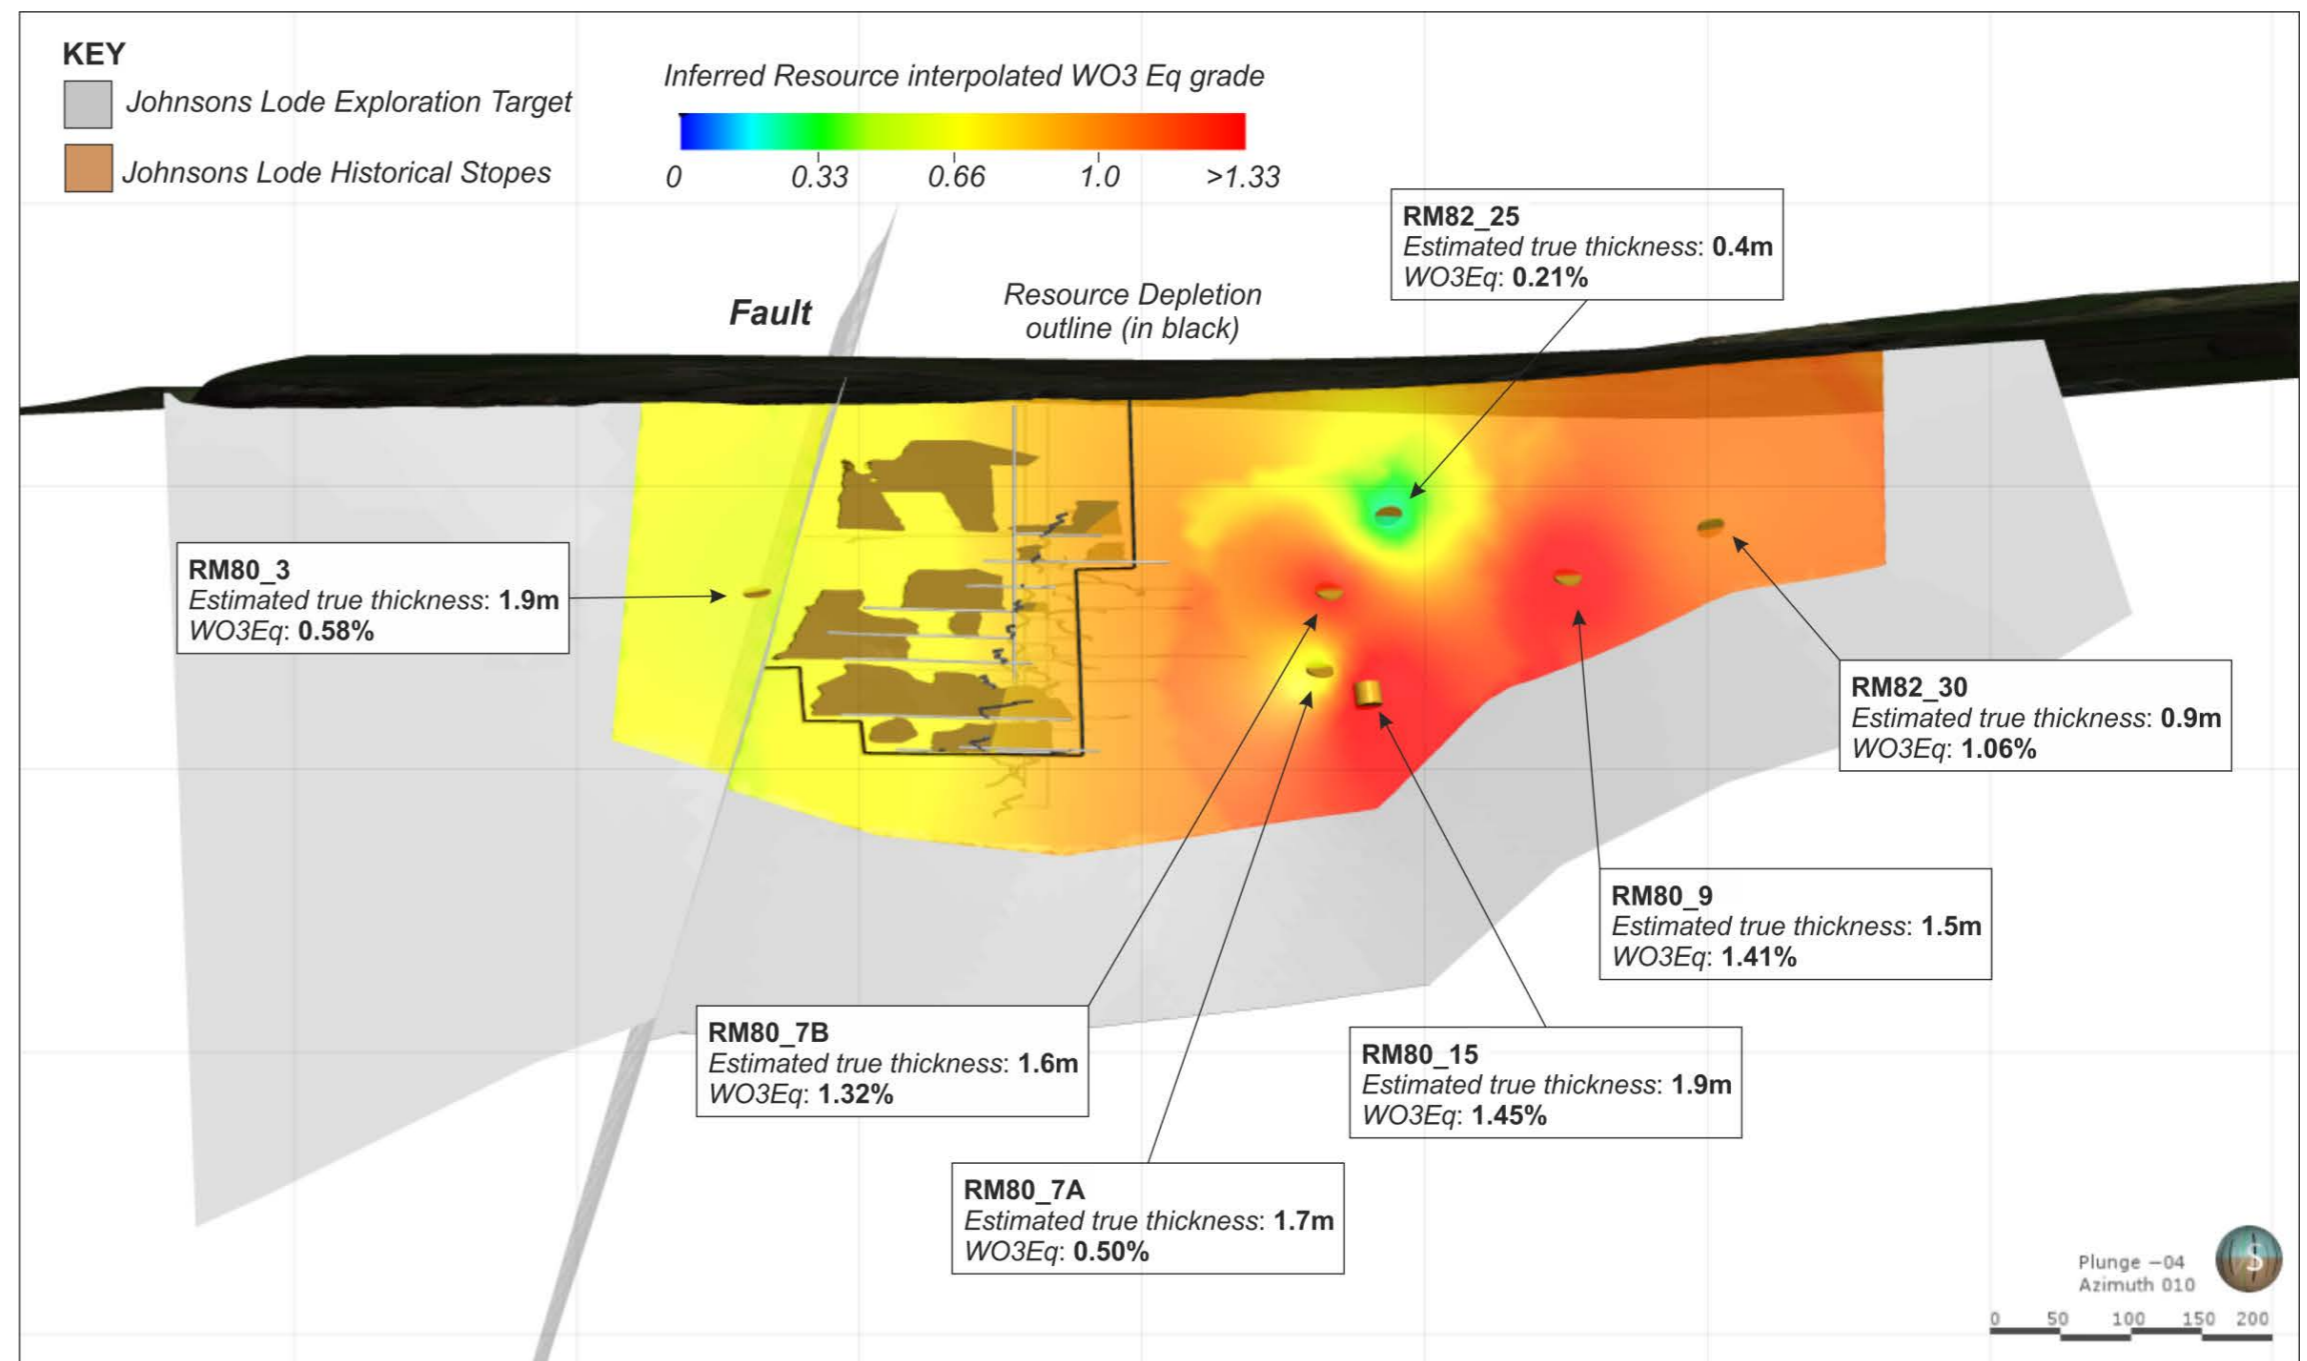 KEY
Johnsons Lode Exploration Target
Johnsons Lode Historical Stopes
Inferred Resource interpolated WO3 Eq grade
0 0.33 0.66 1.0 >1.33
RM82_25
Estimated true thickness: 0.4m
WO3Eq: 0.21%
Fault
Resource Depletion
outline (in black)
RM80_3
Estimated true thickness: 1.9m
WO3Eq: 0.58%
RM82_30
Estimated true thickness: 0.9m
WO3Eq: 1.06%
RM80_9
Estimated true thickness: 1.5m
WO3Eq: 1.41%
RM80_7B
Estimated true thickness: 1.6m
WO3Eq: 1.32%
RM80_15
Estimated true thickness: 1.9m
WO3Eq: 1.45%
RM80_7A
Estimated true thickness: 1.7m
WO3Eq: 0.50%
Plunge −04
Azimuth 010
S
0 50 100 150 200